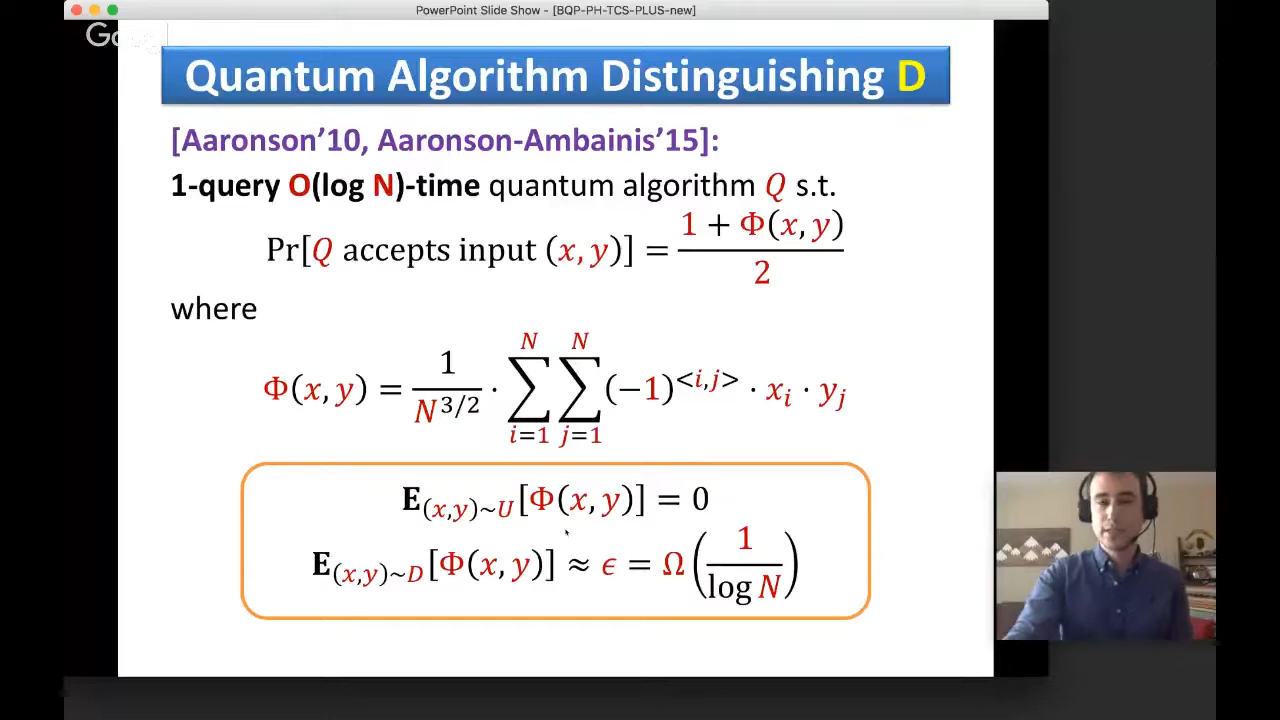 PowerPoint Slide Show - [BQP-PH-TCS-PLUS-new]
Quantum Algorithm Distinguishing D
[Aaronson’10, Aaronson-Ambainis’15]:
1-query O(log N)-time quantum algorithm Q s.t.
Pr[Q accepts input (x, y)] = (1 + Φ(x, y)) / 2
where
Φ(x, y) = 1/N^{3/2} · ∑_{i=1}^{N} ∑_{j=1}^{N} (−1)^{<i,j>} · x_i · y_j
E_{(x,y)~U}[Φ(x, y)] = 0
E_{(x,y)~D}[Φ(x, y)] ≈ ϵ = Ω(1 / log N)